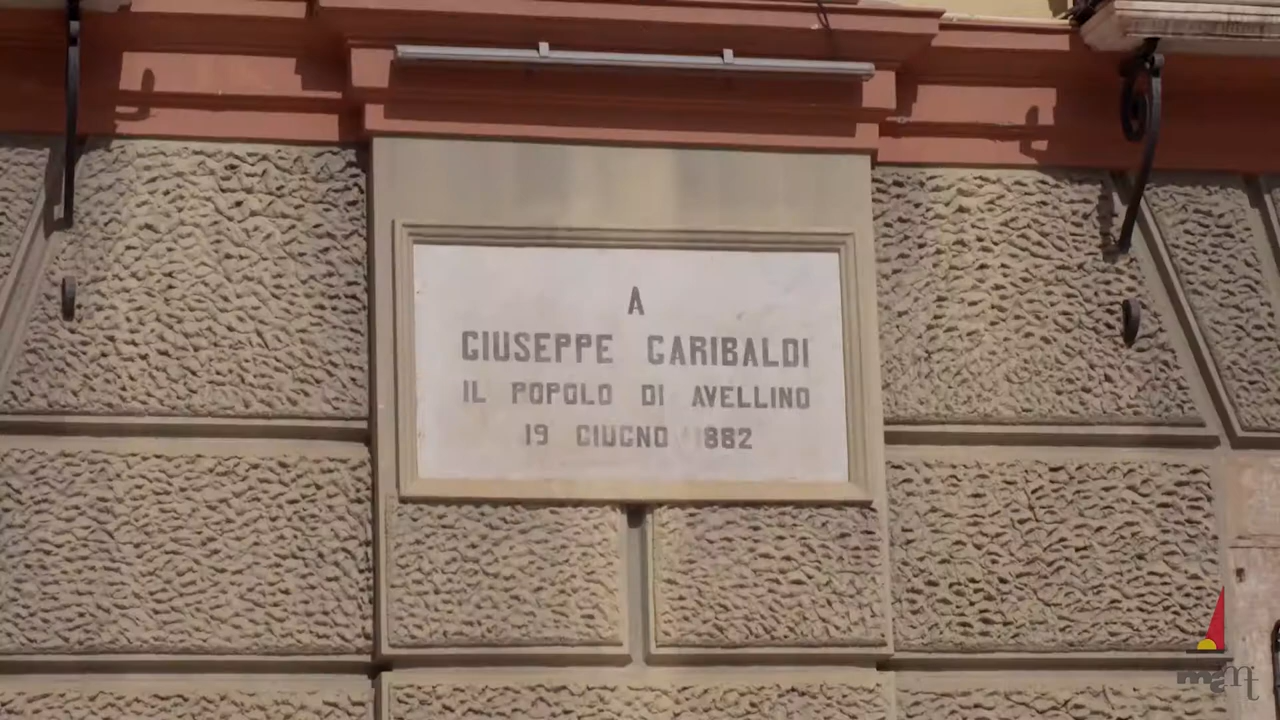 A
GIUSEPPE GARIBALDI
IL POPOLO DI AVELLINO
19 GIUGNO 1882